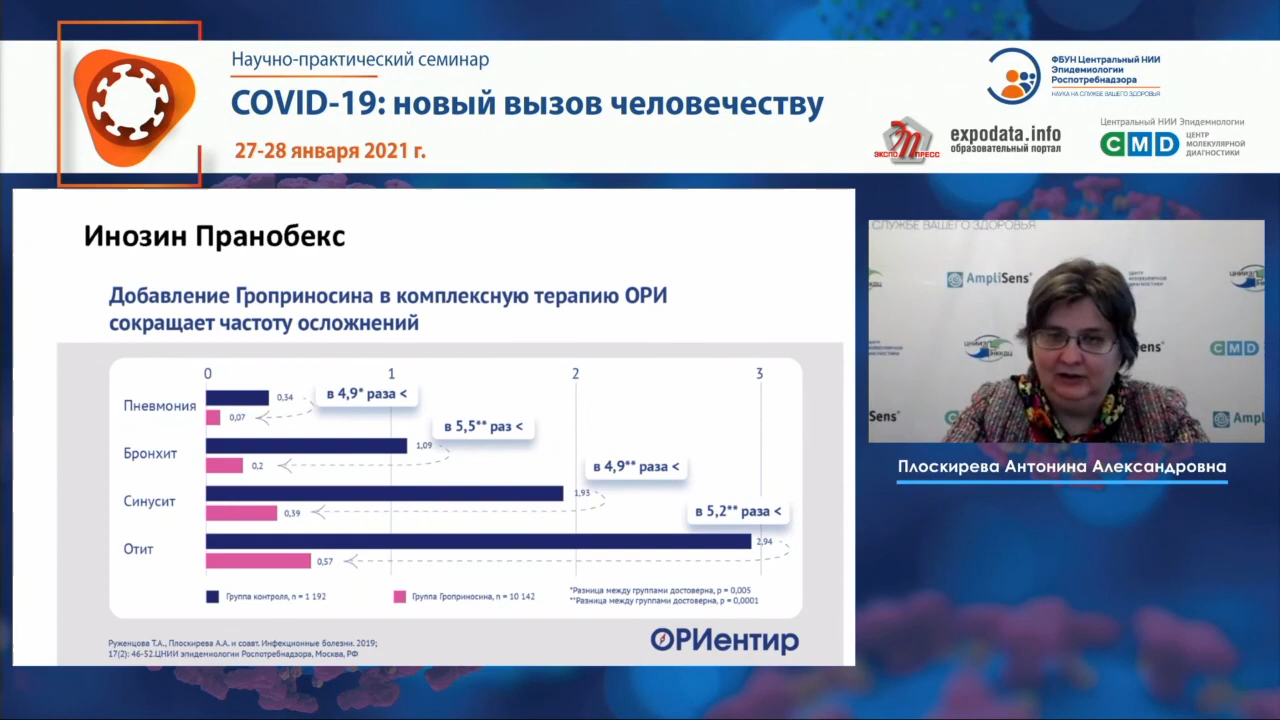 Научно-практический семинар
COVID-19: новый вызов человечеству
27-28 января 2021 г.
ФБУН Центральный НИИ
Эпидемиологии
Роспотребнадзора
НАУКА НА СЛУЖБЕ ВАШЕГО ЗДОРОВЬЯ
ЭКСПО ПРЕСС
expodata.info
образовательный портал
Центральный НИИ Эпидемиологии
CMD
ЦЕНТР
МОЛЕКУЛЯРНОЙ
ДИАГНОСТИКИ
Инозин Пранобекс
Добавление Гроприносина в комплексную терапию ОРИ
сокращает частоту осложнений
0 1 2 3
Пневмония
0,34
0,07
в 4,9* раза <
Бронхит
1,09
0,2
в 5,5** раз <
Синусит
1,93
0,39
в 4,9** раза <
Отит
2,94
0,57
в 5,2** раза <
Группа контроля, n = 1 192
Группа Гроприносина, n = 10 142
*Разница между группами достоверна, p = 0,005
**Разница между группами достоверна, p = 0,0001
Руженцова Т.А., Плоскирева А.А. и соавт. Инфекционные болезни. 2019;
17(2): 46-52.ЦНИИ эпидемиологии Роспотребнадзора, Москва, РФ
ОРИентир
СЛУЖБЕ ВАШЕГО ЗДОРОВЬЯ
AmpliSens®
ens®
CMD
Sens®
Ampl
Плоскирева Антонина Александровна